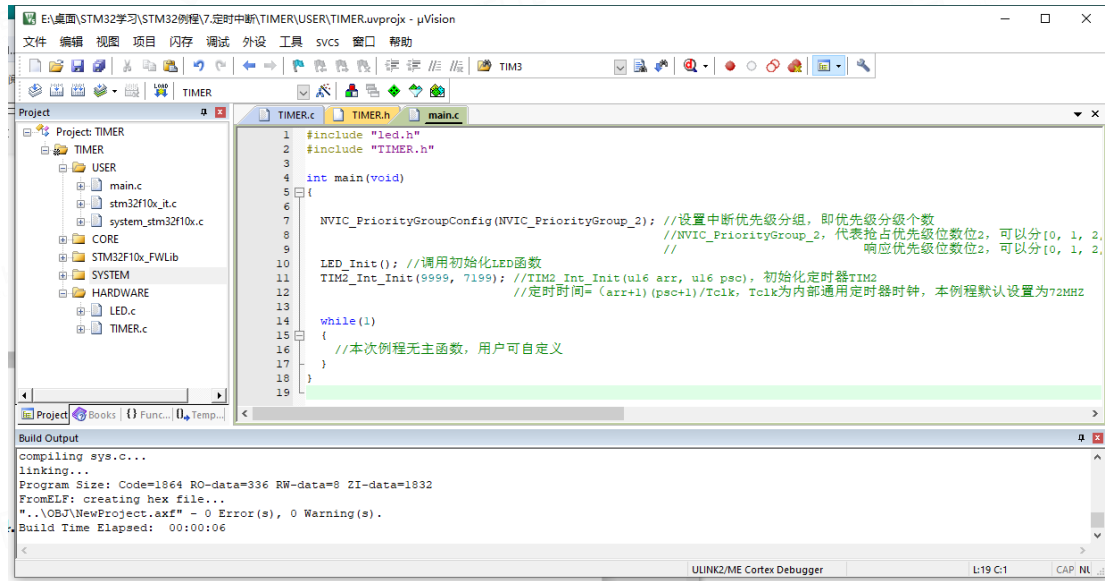 E:\桌面\STM32学习\STM32例程\7.定时中断\TIMER\USER\TIMER.uvprojx - µVision
文件 编辑 视图 项目 闪存 调试 外设 工具 SVCS 窗口 帮助
TIM3
LOAD TIMER
Project
TIMER.c TIMER.h main.c
Project: TIMER
TIMER
USER
main.c
stm32f10x_it.c
system_stm32f10x.c
CORE
STM32F10x_FWLib
SYSTEM
HARDWARE
LED.c
TIMER.c
Project Books {} Func... Temp...
1 #include "led.h"
2 #include "TIMER.h"
3
4 int main(void)
5 {
6
7 NVIC_PriorityGroupConfig(NVIC_PriorityGroup_2); //设置中断优先级分组，即优先级分级个数
8 //NVIC_PriorityGroup_2，代表抢占优先级位数位2，可以分[0, 1, 2,
9 // 响应优先级位数位2，可以分[0, 1, 2,
10 LED_Init(); //调用初始化LED函数
11 TIM2_Int_Init(9999, 7199); //TIM2_Int_Init(u16 arr, u16 psc)，初始化定时器TIM2
12 //定时时间=（arr+1)(psc+1)/Tclk，Tclk为内部通用定时器时钟，本例程默认设置为72MHZ
13
14 while(1)
15 {
16 //本次例程无主函数，用户可自定义
17 }
18 }
19
Build Output
compiling sys.c...
linking...
Program Size: Code=1864 RO-data=336 RW-data=8 ZI-data=1832
FromELF: creating hex file...
"..\OBJ\NewProject.axf" - 0 Error(s), 0 Warning(s).
Build Time Elapsed: 00:00:06
ULINK2/ME Cortex Debugger L:19 C:1 CAP